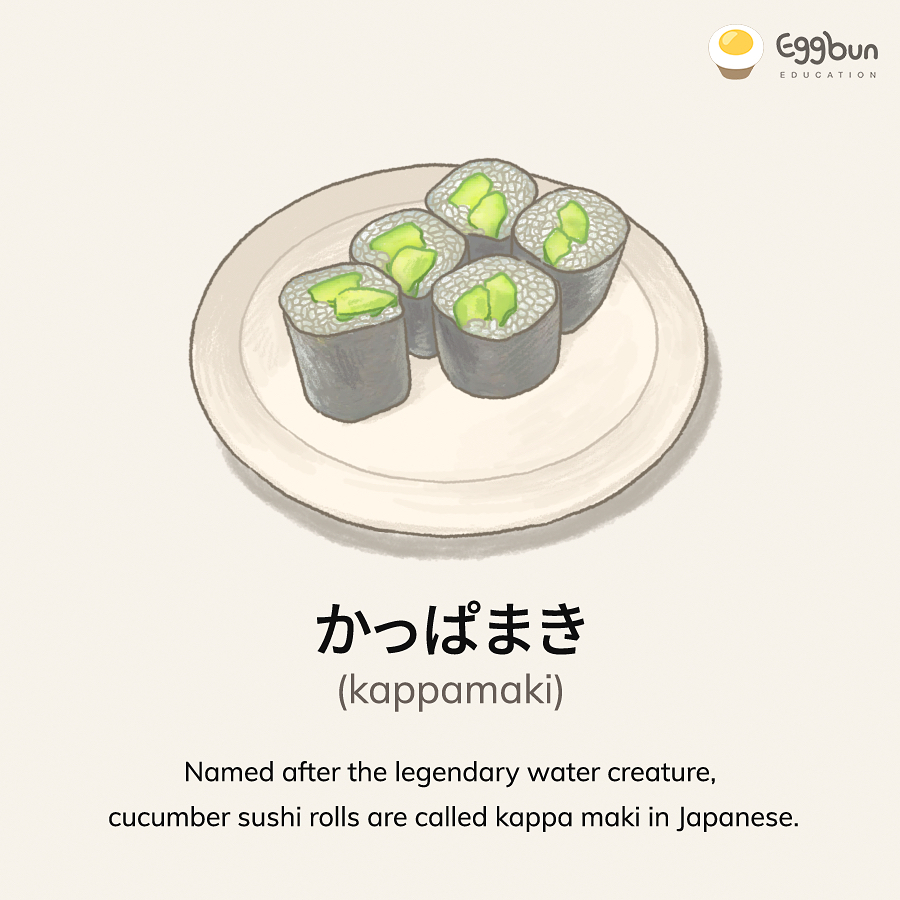 Eggbun
EDUCATION
かっぱまき
(kappamaki)
Named after the legendary water creature,
cucumber sushi rolls are called kappa maki in Japanese.